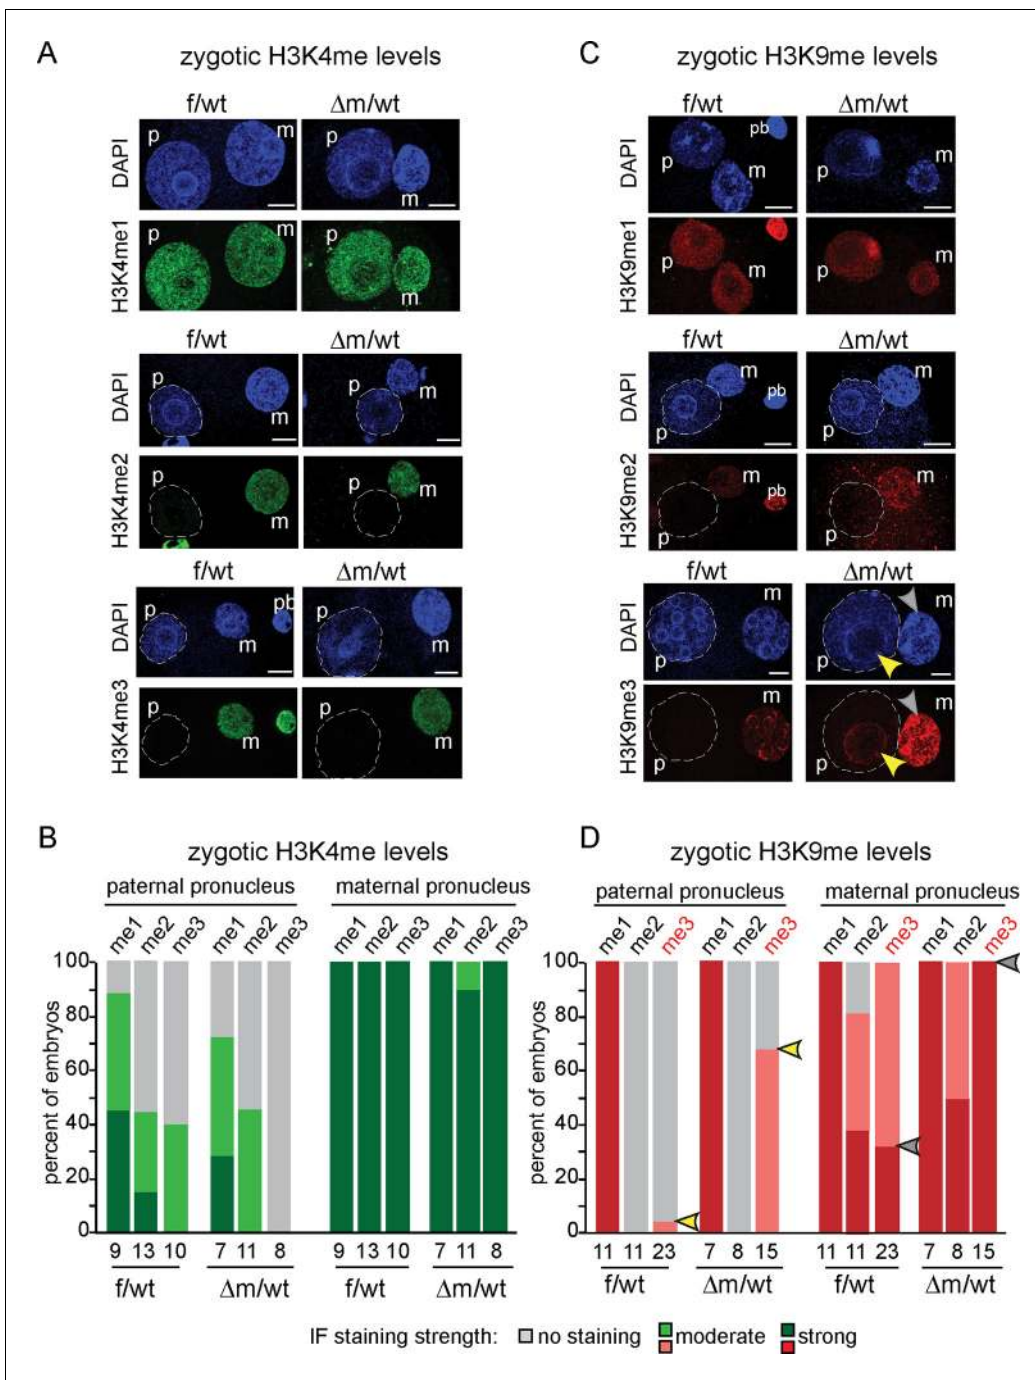 A
zygotic H3K4me levels
f/wt
Δm/wt
DAPI
p
m
p
m
H3K4me1
p
m
p
m
f/wt
Δm/wt
DAPI
p
m
p
m
H3K4me2
p
m
p
m
f/wt
Δm/wt
DAPI
p
m
pb
p
m
H3K4me3
p
m
p
m
C
zygotic H3K9me levels
f/wt
Δm/wt
DAPI
p
m
pb
p
m
H3K9me1
p
m
p
m
f/wt
Δm/wt
DAPI
p
m
pb
p
m
H3K9me2
p
m
pb
p
m
f/wt
Δm/wt
DAPI
p
m
p
m
H3K9me3
p
m
p
m
B
zygotic H3K4me levels
paternal pronucleus
maternal pronucleus
me1 me2 me3 me1 me2 me3 me1 me2 me3 me1 me2 me3
percent of embryos
100
80
60
40
20
0
9 13 10 7 11 8 9 13 10 7 11 8
f/wt Δm/wt f/wt Δm/wt
D
zygotic H3K9me levels
paternal pronucleus
maternal pronucleus
me1 me2 me3 me1 me2 me3 me1 me2 me3 me1 me2 me3
percent of embryos
100
80
60
40
20
0
11 11 23 7 8 15 11 11 23 7 8 15
f/wt Δm/wt f/wt Δm/wt
IF staining strength: no staining moderate strong